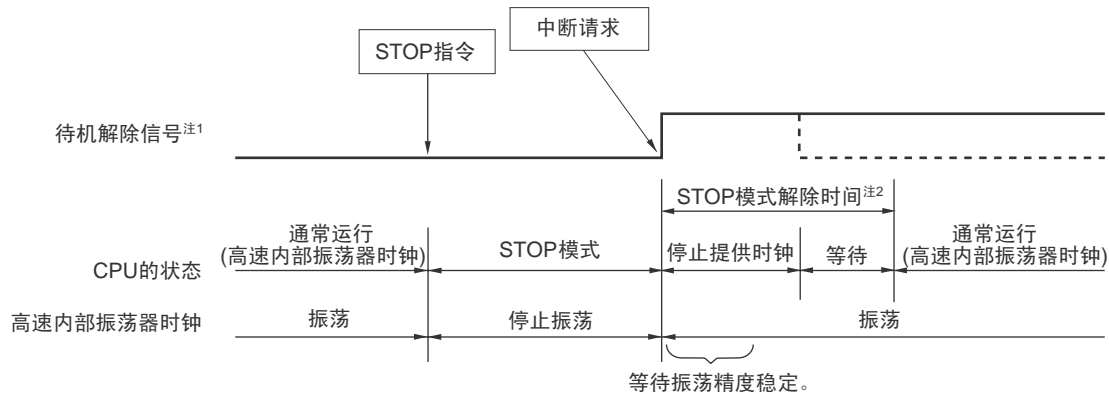 中断请求
STOP指令
待机解除信号注1
STOP模式解除时间注2
通常运行
(高速内部振荡器时钟)
STOP模式
停止提供时钟
等待
通常运行
(高速内部振荡器时钟)
CPU的状态
高速内部振荡器时钟
振荡
停止振荡
振荡
等待振荡精度稳定。